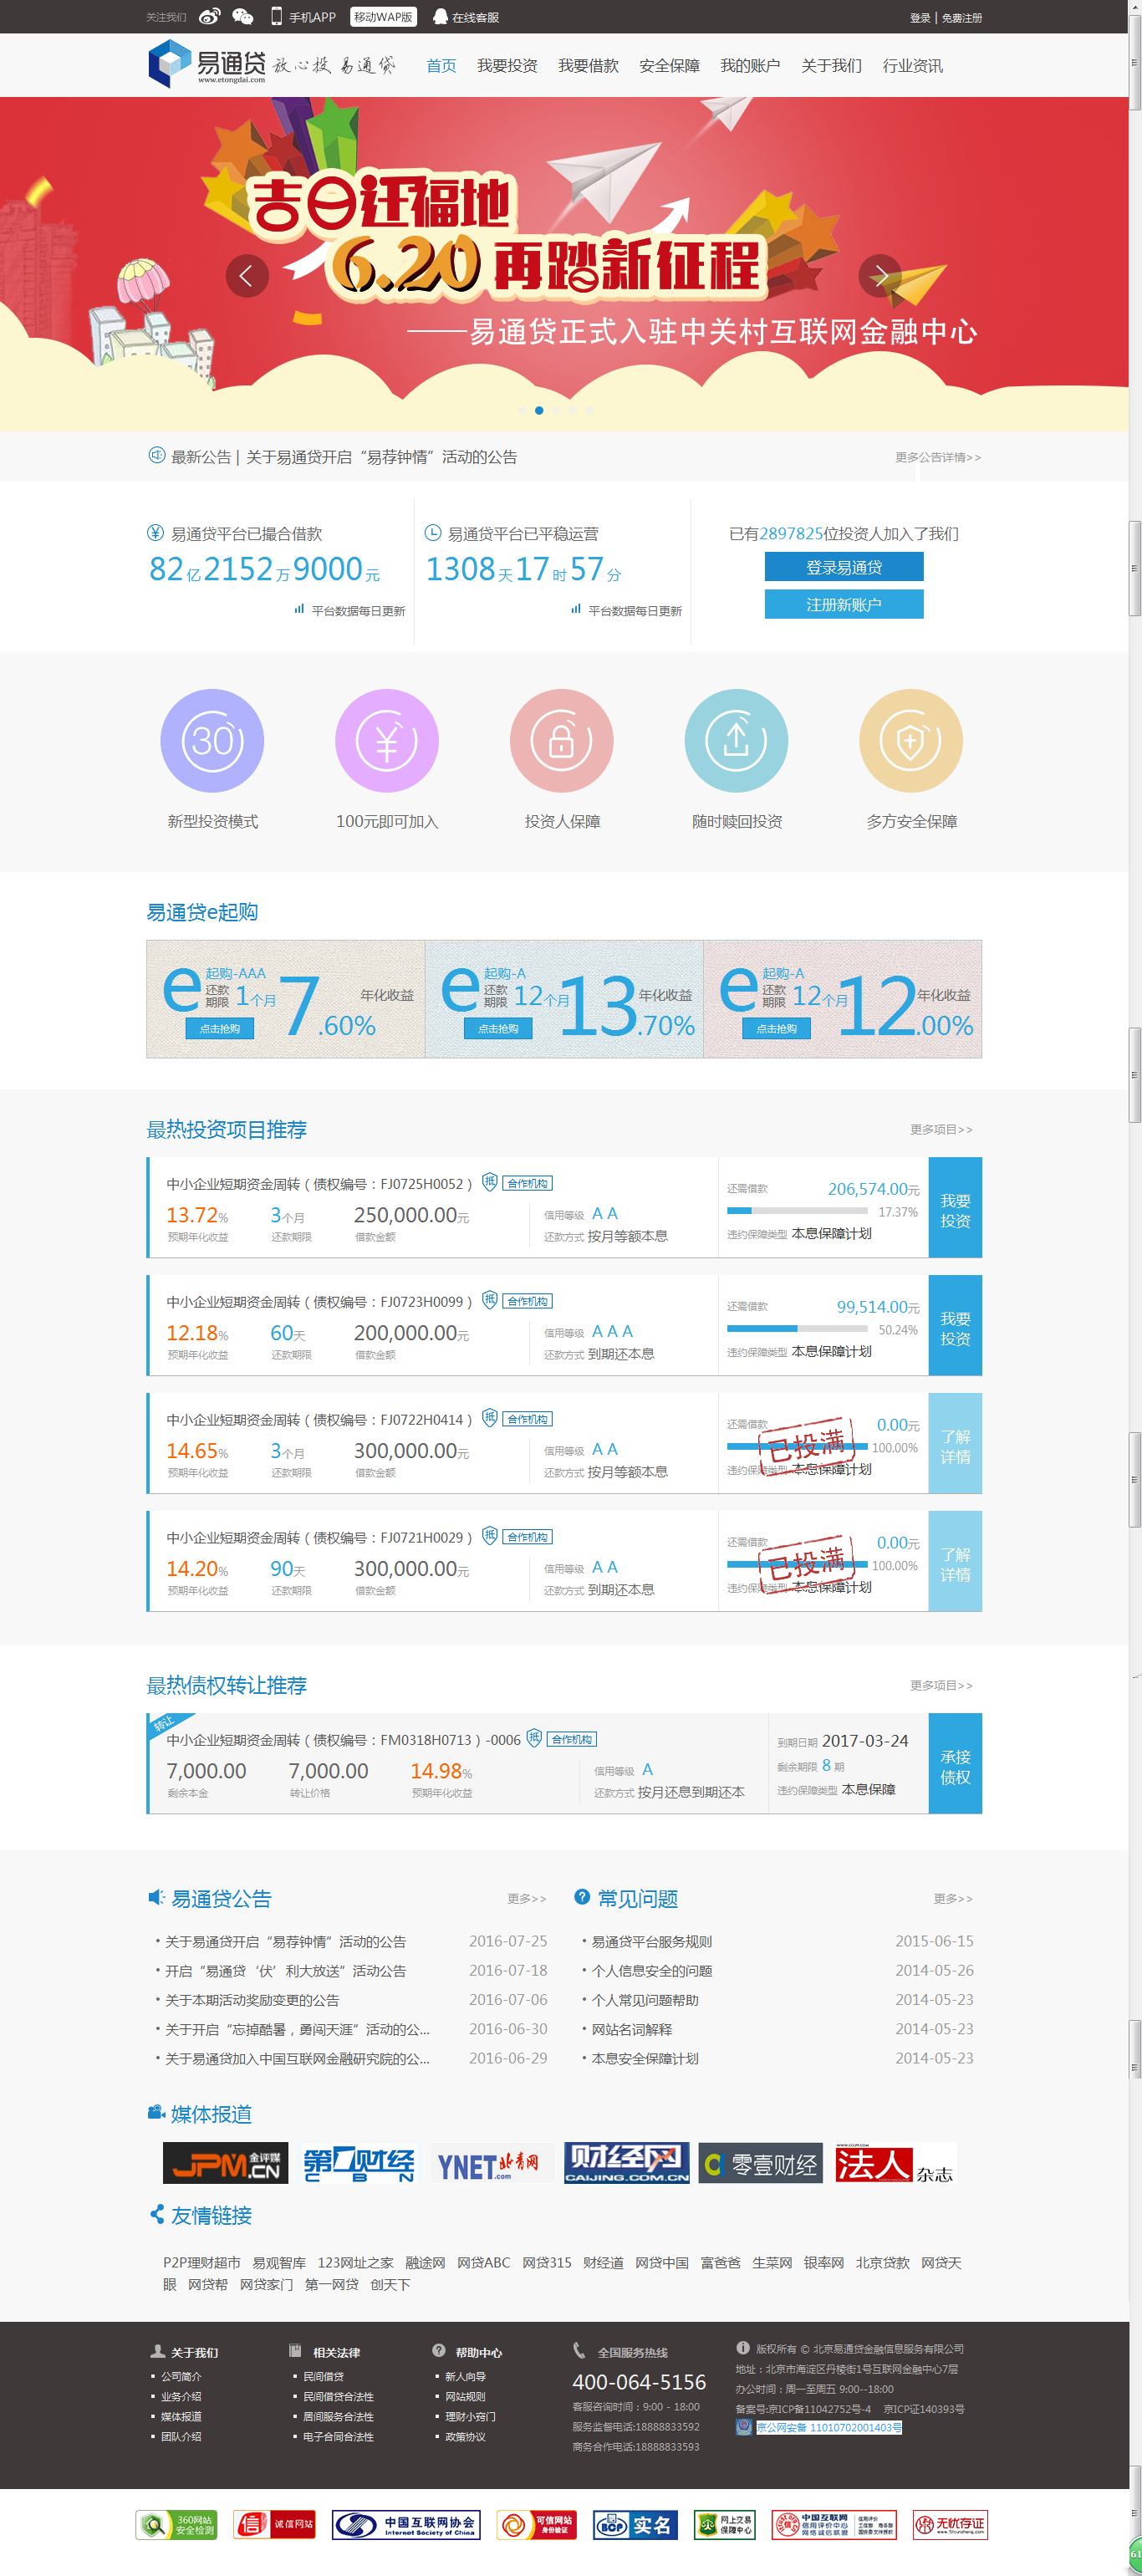 关注我们 手机APP 移动WAP版 在线客服 登录 | 免费注册
易通贷 www.etongdai.com 放心投 易通贷 首页 我要投资 我要借款 安全保障 我的账户 关于我们 行业资讯
吉日迁福地
6.20 再踏新征程
——易通贷正式入驻中关村互联网金融中心
最新公告 | 关于易通贷开启“易荐钟情”活动的公告 更多公告详情>>
易通贷平台已撮合借款
82亿2152万9000元
平台数据每日更新
易通贷平台已平稳运营
1308天17时57分
平台数据每日更新
已有2897825位投资人加入了我们
登录易通贷
注册新账户
30
新型投资模式 100元即可加入 投资人保障 随时赎回投资 多方安全保障
易通贷e起购
e 起购-AAA 还款期限 1个月 点击抢购 7.60% 年化收益
e 起购-A 还款期限 12个月 点击抢购 13.70% 年化收益
e 起购-A 还款期限 12个月 点击抢购 12.00% 年化收益
最热投资项目推荐 更多项目>>
中小企业短期资金周转（债权编号：FJ0725H0052） 抵 合作机构
13.72% 3个月 250,000.00元
预期年化收益 还款期限 借款金额
信用等级 A A
还款方式 按月等额本息
还需借款 206,574.00元
17.37%
违约保障类型 本息保障计划
我要投资
中小企业短期资金周转（债权编号：FJ0723H0099） 抵 合作机构
12.18% 60天 200,000.00元
预期年化收益 还款期限 借款金额
信用等级 A A A
还款方式 到期还本息
还需借款 99,514.00元
50.24%
违约保障类型 本息保障计划
我要投资
中小企业短期资金周转（债权编号：FJ0722H0414） 抵 合作机构
14.65% 3个月 300,000.00元
预期年化收益 还款期限 借款金额
信用等级 A A
还款方式 按月等额本息
还需借款 0.00元
100.00%
违约保障类型 本息保障计划
已投满
了解详情
中小企业短期资金周转（债权编号：FJ0721H0029） 抵 合作机构
14.20% 90天 300,000.00元
预期年化收益 还款期限 借款金额
信用等级 A A
还款方式 到期还本息
还需借款 0.00元
100.00%
违约保障类型 本息保障计划
已投满
了解详情
最热债权转让推荐 更多项目>>
转让
中小企业短期资金周转（债权编号：FM0318H0713）-0006 抵 合作机构
7,000.00 7,000.00 14.98%
剩余本金 转让价格 预期年化收益
信用等级 A
还款方式 按月还息到期还本
到期日期 2017-03-24
剩余期限 8 期
违约保障类型 本息保障
承接债权
易通贷公告 更多>>
关于易通贷开启“易荐钟情”活动的公告 2016-07-25
开启“易通贷‘伏’利大放送”活动公告 2016-07-18
关于本期活动奖励变更的公告 2016-07-06
关于开启“忘掉酷暑，勇闯天涯”活动的公... 2016-06-30
关于易通贷加入中国互联网金融研究院的公... 2016-06-29
常见问题 更多>>
易通贷平台服务规则 2015-06-15
个人信息安全的问题 2014-05-26
个人常见问题帮助 2014-05-23
网站名词解释 2014-05-23
本息安全保障计划 2014-05-23
媒体报道
JPM.CN 金评媒 第一财经 CBN YNET.com 北青网 财经网 CAIJING.COM.CN 零壹财经 法人杂志
友情链接
P2P理财超市 易观智库 123网址之家 融途网 网贷ABC 网贷315 财经道 网贷中国 富爸爸 生菜网 银率网 北京贷款 网贷天
眼 网贷帮 网贷家门 第一网贷 创天下
关于我们
公司简介
业务介绍
媒体报道
团队介绍
相关法律
民间借贷
民间借贷合法性
居间服务合法性
电子合同合法性
帮助中心
新人向导
网站规则
理财小窍门
政策协议
全国服务热线
400-064-5156
客服咨询时间：9:00 - 18:00
服务监督电话:18888833592
商务合作电话:18888833593
版权所有 © 北京易通贷金融信息服务有限公司
地址：北京市海淀区丹棱街1号互联网金融中心7层
办公时间：周一至周五 9:00--18:00
备案号:京ICP备11042752号-4 京ICP证140393号
京公网安备 11010702001403号
360网站安全检测 信 诚信网站 中国互联网协会 Internet Society of China 可信网站 身份验证 BCP 实名 网上交易保障中心 中国互联网信用评价中心网络诚信联盟 无忧存证
61